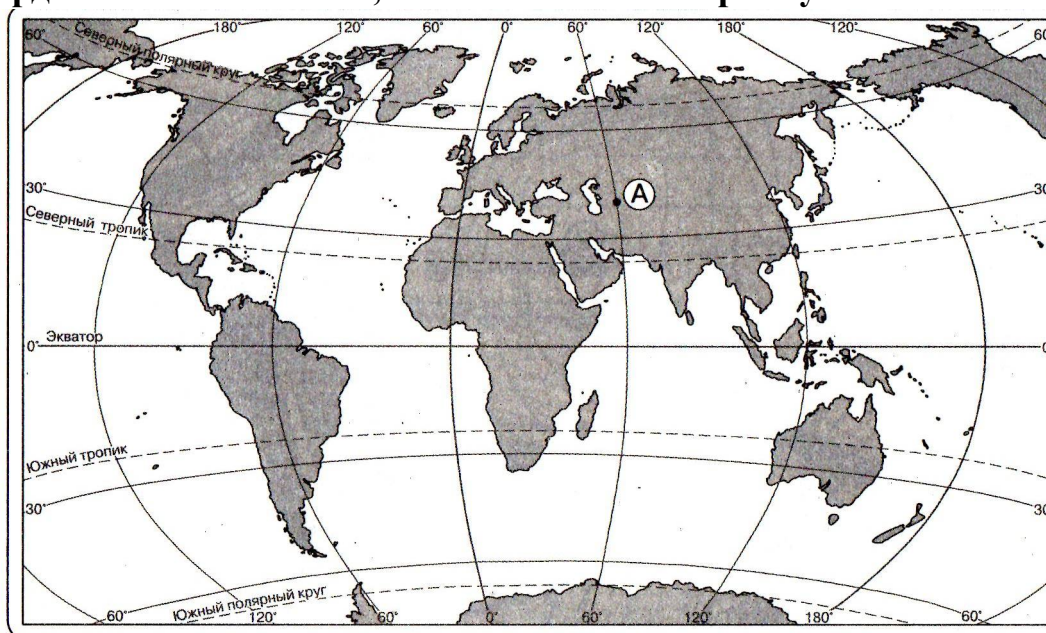 180° 120° 60° 0° 60° 120° 180° 120°
60° 60
Северный полярный круг
А
30° 30
Северный тропик
Экватор
0° 0
Южный тропик
30° 30
Южный полярный круг
60° 120° 60° 0° 60° 120° 180° 120° 60°